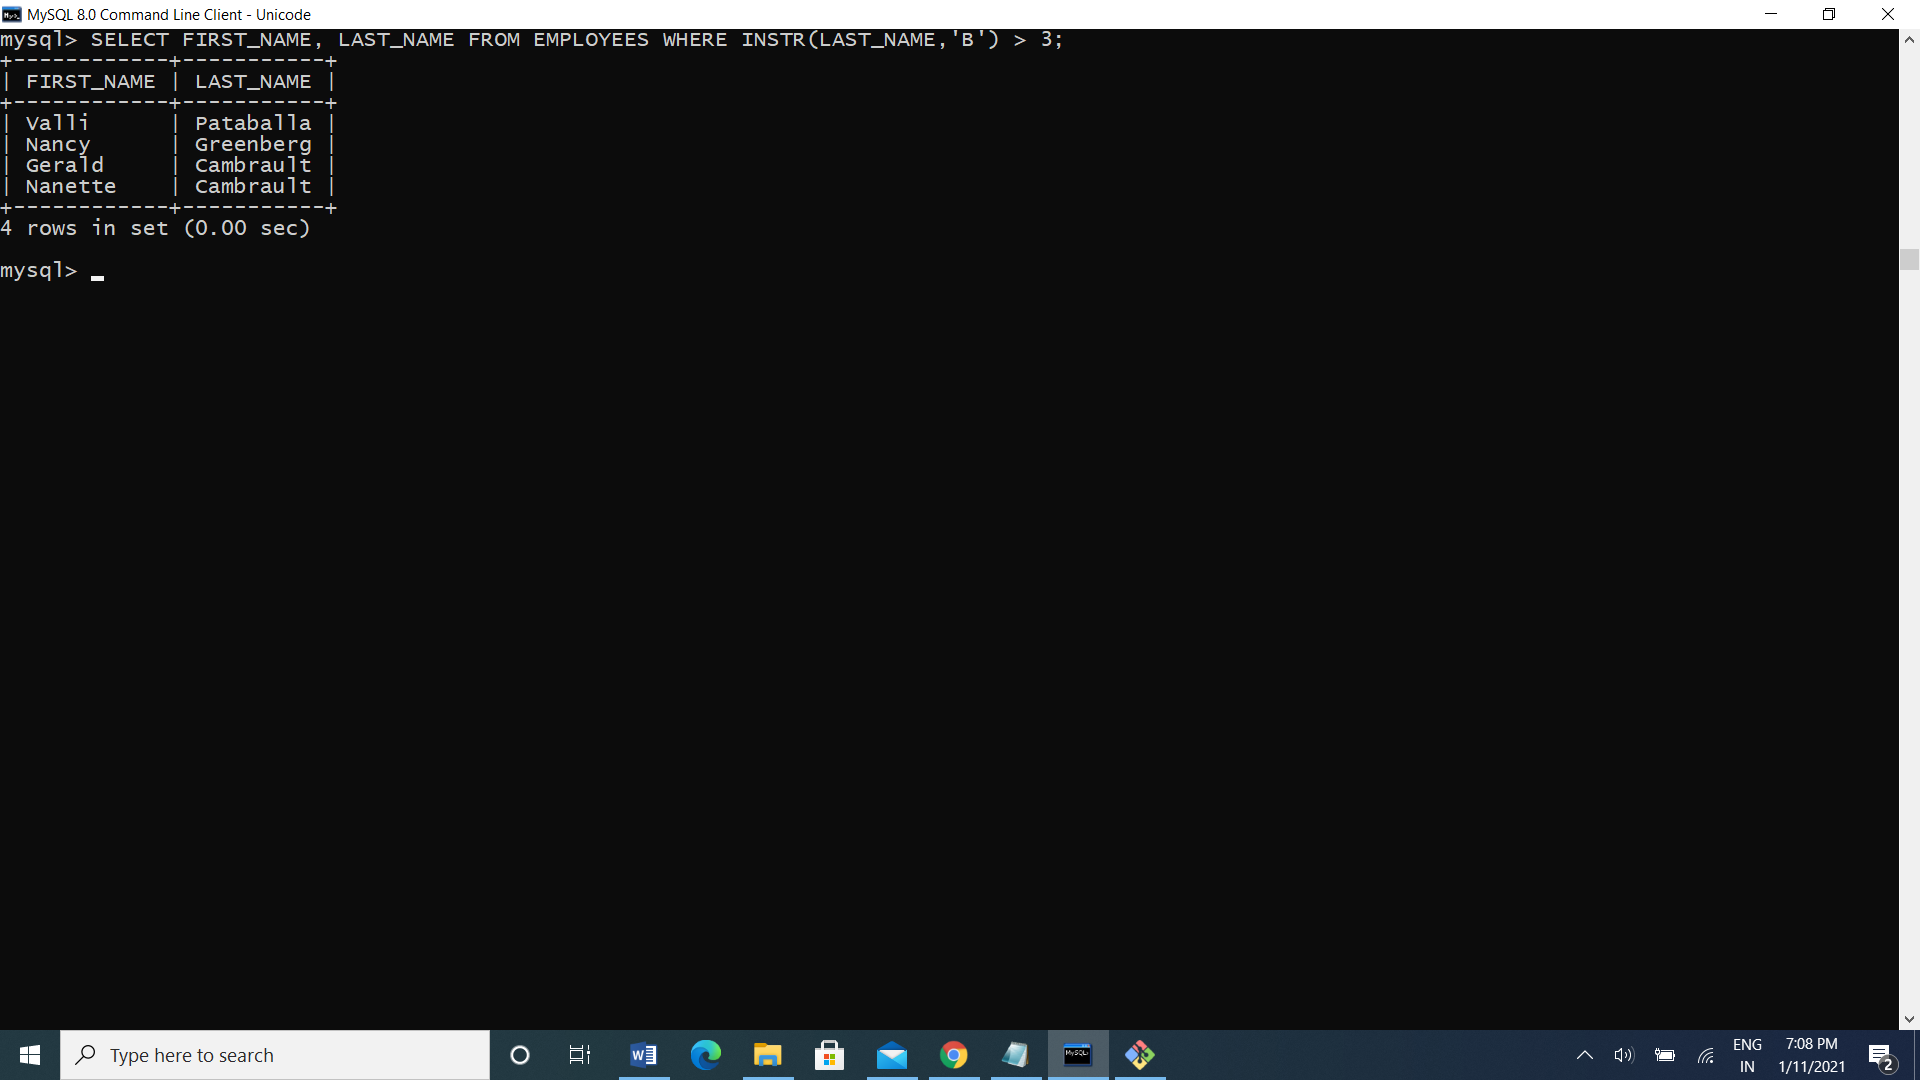 MySQL 8.0 Command Line Client - Unicode
mysql> SELECT FIRST_NAME, LAST_NAME FROM EMPLOYEES WHERE INSTR(LAST_NAME,'B') > 3;
+------------+-----------+
| FIRST_NAME | LAST_NAME |
+------------+-----------+
| Valli      | Pataballa |
| Nancy      | Greenberg |
| Gerald     | Cambrault |
| Nanette    | Cambrault |
+------------+-----------+
4 rows in set (0.00 sec)
mysql>
Type here to search
ENG
IN
7:08 PM
1/11/2021
2